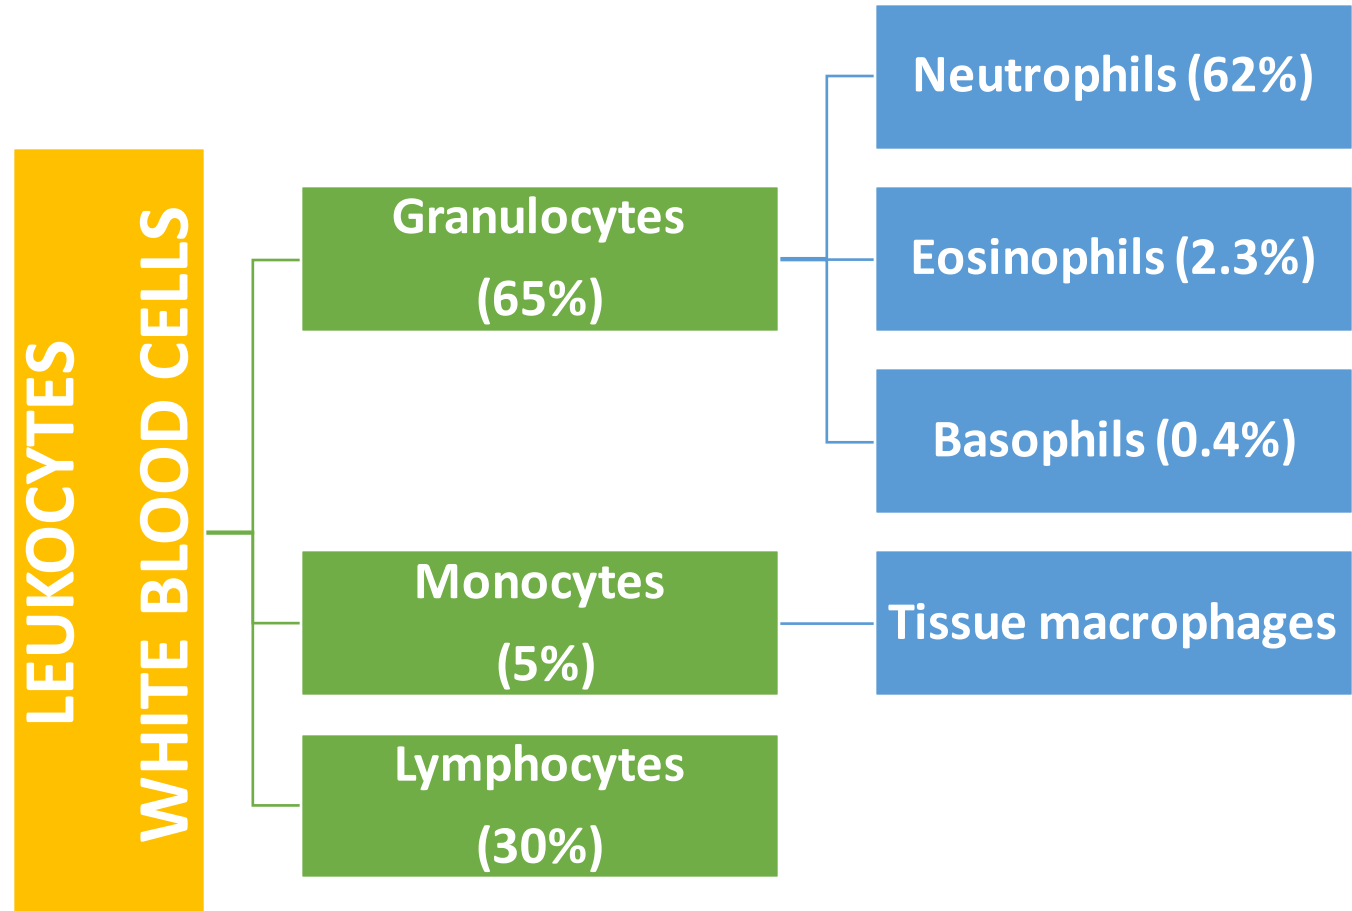 LEUKOCYTES
WHITE BLOOD CELLS
Granulocytes
(65%)
Neutrophils (62%)
Eosinophils (2.3%)
Basophils (0.4%)
Monocytes
(5%)
Tissue macrophages
Lymphocytes
(30%)